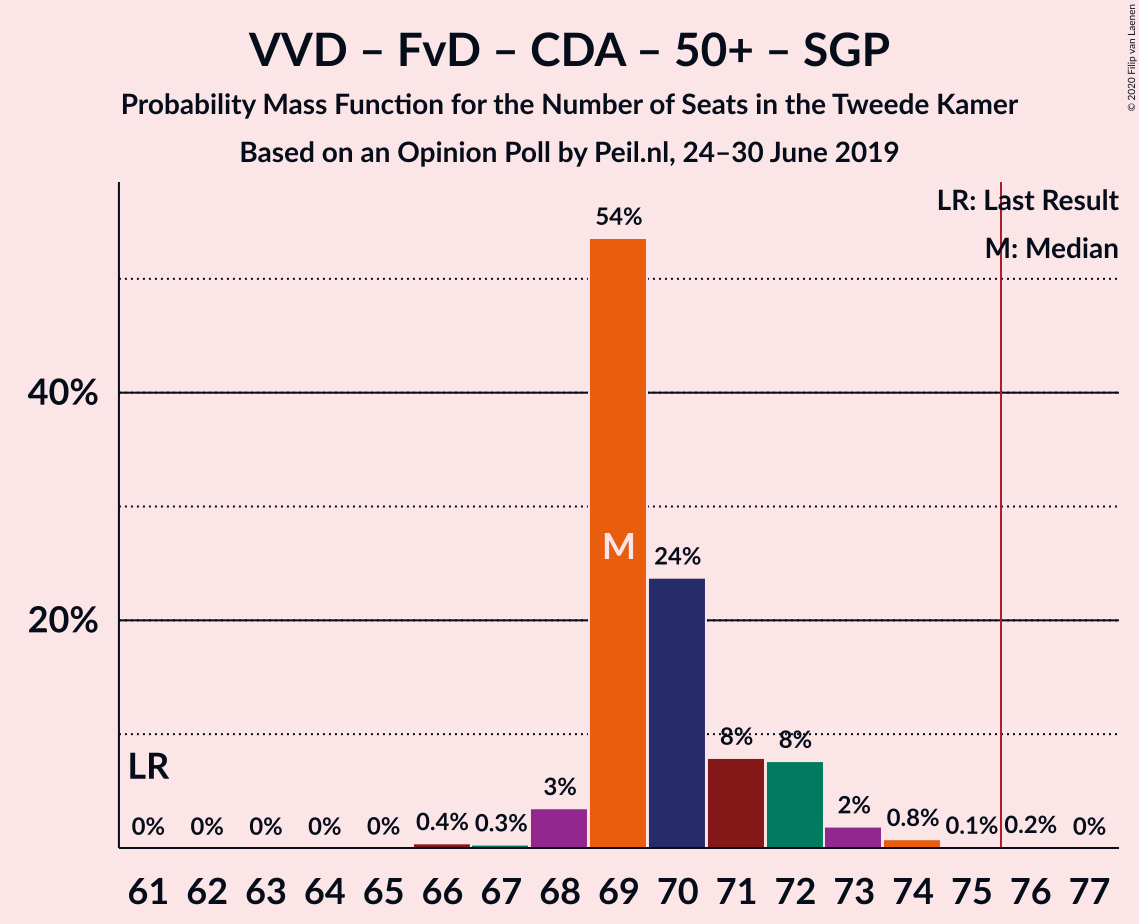 VVD – FvD – CDA – 50+ – SGP
Probability Mass Function for the Number of Seats in the Tweede Kamer
Based on an Opinion Poll by Peil.nl, 24–30 June 2019
© 2020 Filip van Laenen
LR: Last Result
M: Median
54%
40%
M
24%
20%
8%
8%
LR
3%
2%
0%
0%
0%
0%
0%
0.4%
0.3%
0.8%
0.1%
0.2%
0%
61 62 63 64 65 66 67 68 69 70 71 72 73 74 75 76 77